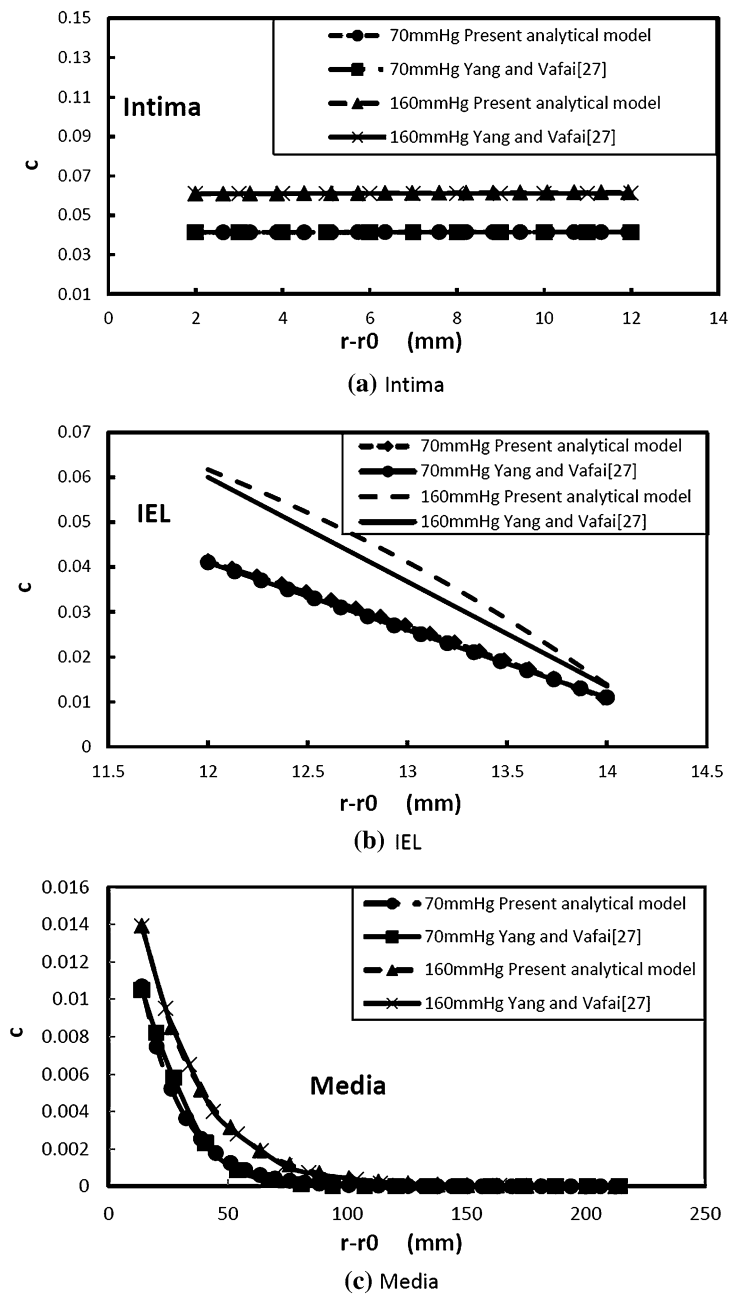 0.15
0.13
0.11
0.09
0.07
0.05
0.03
0.01
c
Intima
70mmHg Present analytical model
70mmHg Yang and Vafai[27]
160mmHg Present analytical model
160mmHg Yang and Vafai[27]
0 2 4 6 8 10 12 14
r-r0 (mm)
(a) Intima
0.07
0.06
0.05
0.04
0.03
0.02
0.01
0
c
IEL
70mmHg Present analytical model
70mmHg Yang and Vafai[27]
160mmHg Present analytical model
160mmHg Yang and Vafai[27]
11.5 12 12.5 13 13.5 14 14.5
r-r0 (mm)
(b) IEL
0.016
0.014
0.012
0.01
0.008
0.006
0.004
0.002
0
c
Media
70mmHg Present analytical model
70mmHg Yang and Vafai[27]
160mmHg Present analytical model
160mmHg Yang and Vafai[27]
0 50 100 150 200 250
r-r0 (mm)
(c) Media